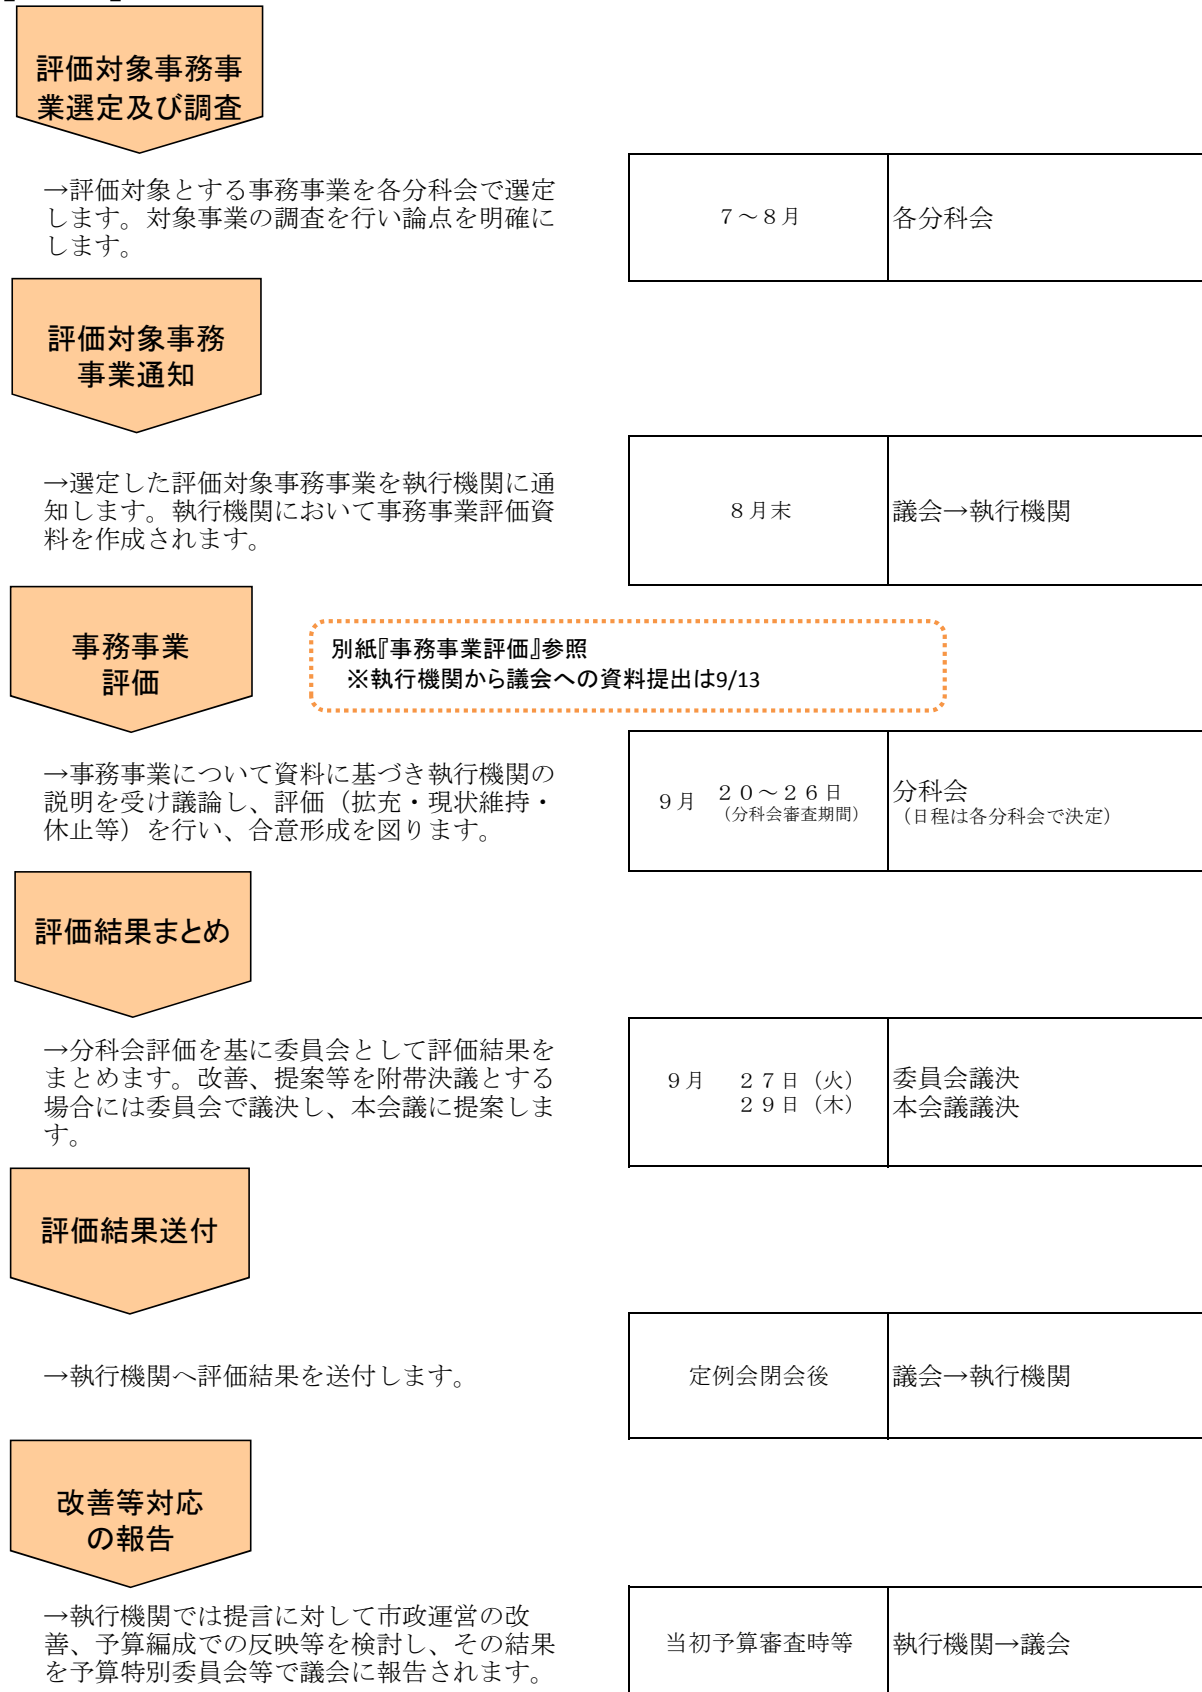 評価対象事務事
業選定及び調査
→評価対象とする事務事業を各分科会で選定
します。対象事業の調査を行い論点を明確に
します。
７～８月
各分科会
評価対象事務
事業通知
→選定した評価対象事務事業を執行機関に通
知します。執行機関において事務事業評価資
料を作成されます。
８月末
議会→執行機関
事務事業
評価
別紙『事務事業評価』参照
※執行機関から議会への資料提出は9/13
→事務事業について資料に基づき執行機関の
説明を受け議論し、評価（拡充・現状維持・
休止等）を行い、合意形成を図ります。
９月　２０～２６日
（分科会審査期間）
分科会
（日程は各分科会で決定）
評価結果まとめ
→分科会評価を基に委員会として評価結果を
まとめます。改善、提案等を附帯決議とする
場合には委員会で議決し、本会議に提案しま
す。
９月　２７日（火）
２９日（木）
委員会議決
本会議議決
評価結果送付
→執行機関へ評価結果を送付します。
定例会閉会後
議会→執行機関
改善等対応
の報告
→執行機関では提言に対して市政運営の改
善、予算編成での反映等を検討し、その結果
を予算特別委員会等で議会に報告されます。
当初予算審査時等
執行機関→議会